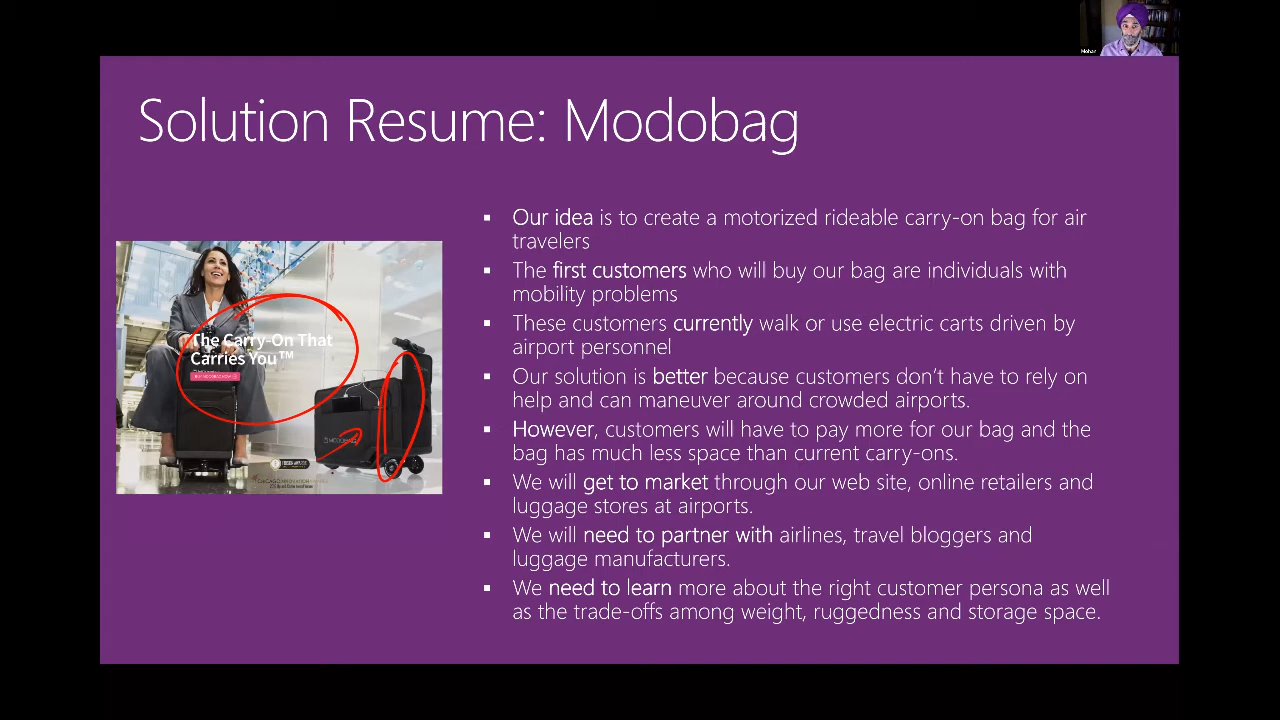 Mohan
Solution Resume: Modobag
The Carry-On That
Carries You™
MODOBAG
▪ Our idea is to create a motorized rideable carry-on bag for air
travelers
▪ The first customers who will buy our bag are individuals with
mobility problems
▪ These customers currently walk or use electric carts driven by
airport personnel
▪ Our solution is better because customers don't have to rely on
help and can maneuver around crowded airports.
▪ However, customers will have to pay more for our bag and the
bag has much less space than current carry-ons.
▪ We will get to market through our web site, online retailers and
luggage stores at airports.
▪ We will need to partner with airlines, travel bloggers and
luggage manufacturers.
▪ We need to learn more about the right customer persona as well
as the trade-offs among weight, ruggedness and storage space.